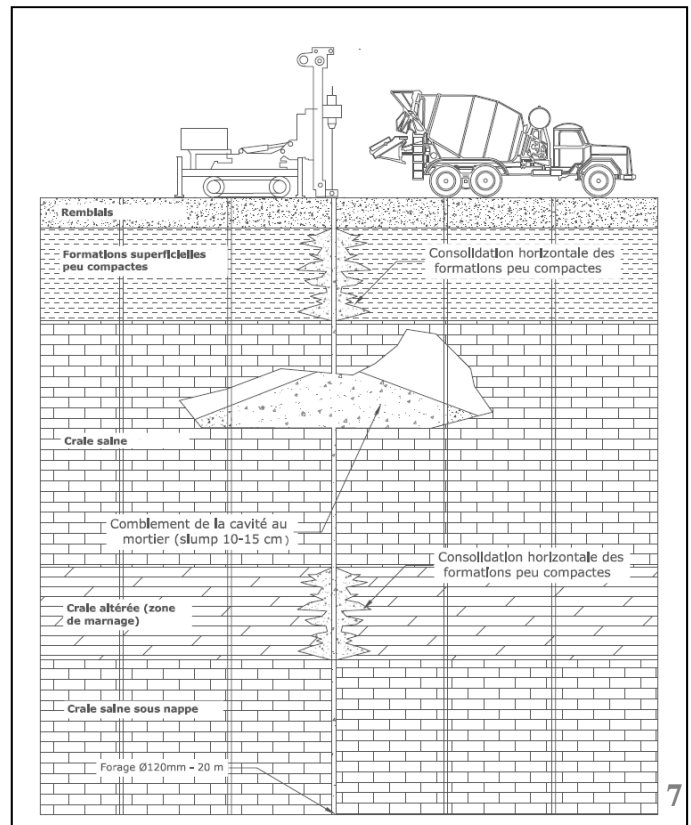 Remblais
Formations superficielles
peu compactes
Consolidation horizontale des
formations peu compactes
Craie saine
Comblement de la cavité au
mortier (slump 10-15 cm)
Consolidation horizontale des
formations peu compactes
Craie altérée (zone
de marnage)
Craie saine sous nappe
Forage Ø120mm - 20 m
7